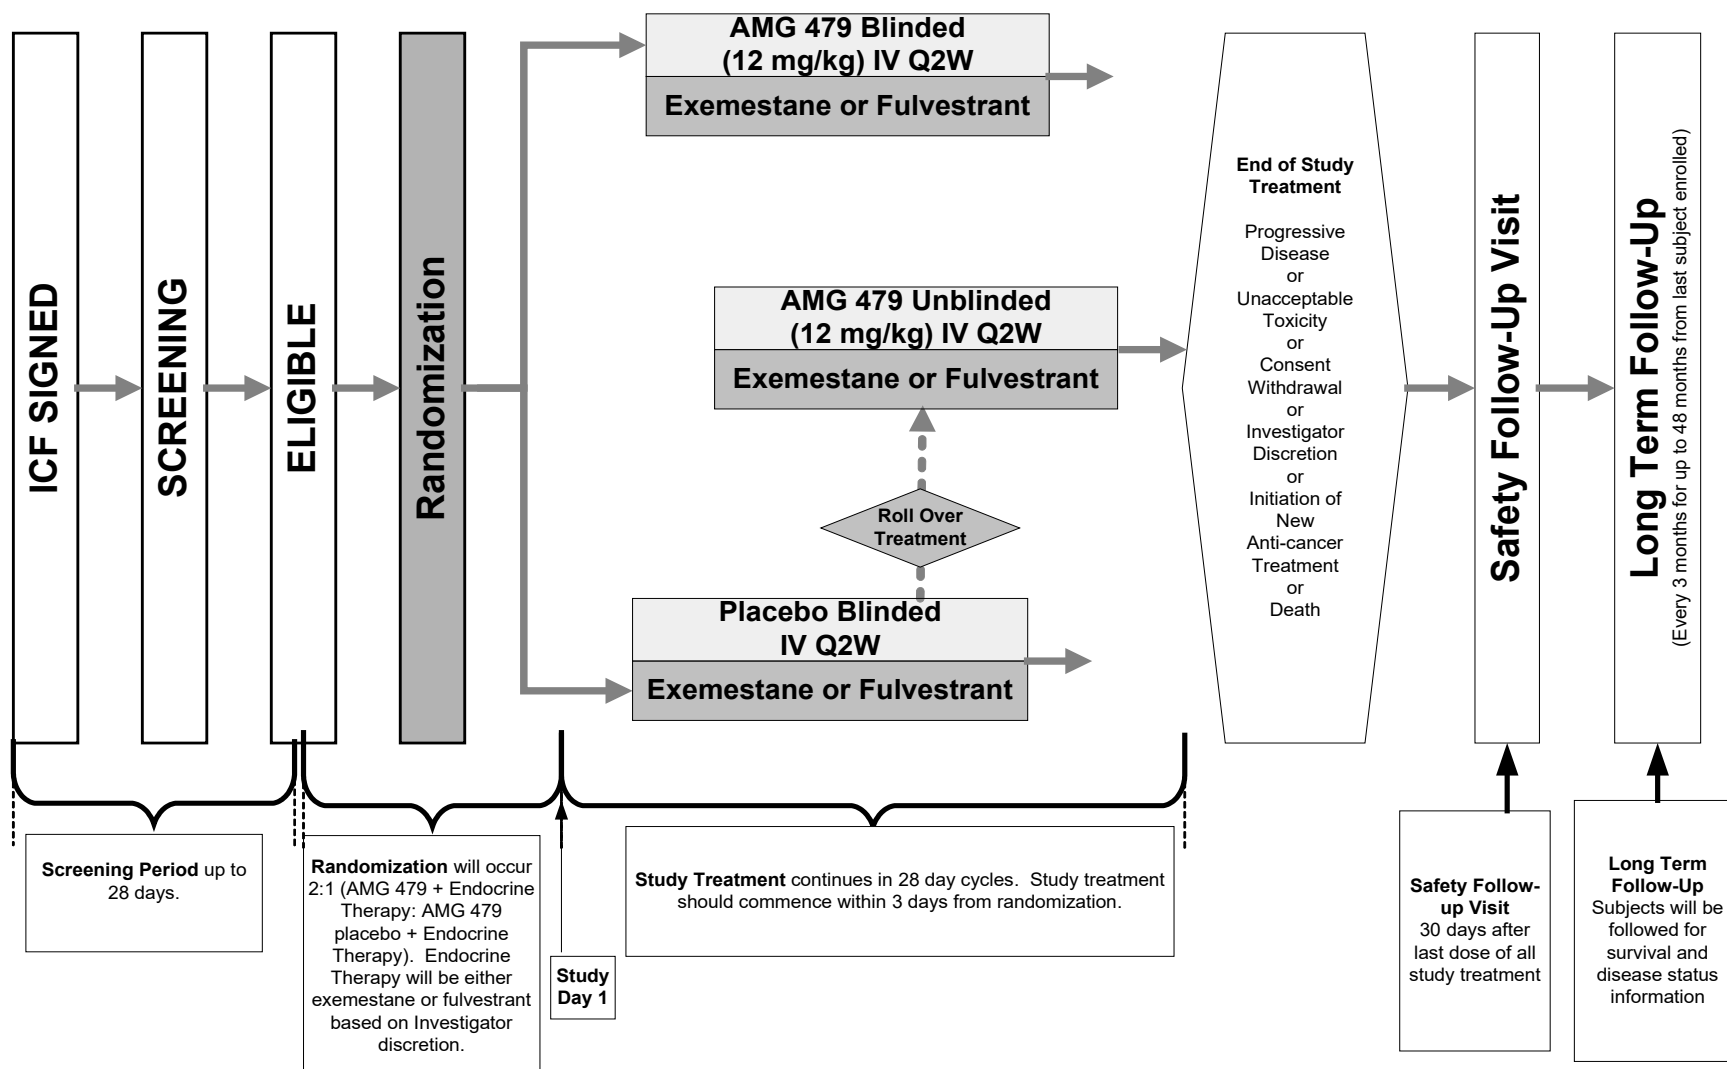 ICF SIGNED
SCREENING
ELIGIBLE
Randomization
AMG 479 Blinded
(12 mg/kg) IV Q2W
Exemestane or Fulvestrant
AMG 479 Unblinded
(12 mg/kg) IV Q2W
Exemestane or Fulvestrant
Roll Over
Treatment
Placebo Blinded
IV Q2W
Exemestane or Fulvestrant
End of Study
Treatment
Progressive
Disease
or
Unacceptable
Toxicity
or
Consent
Withdrawal
or
Investigator
Discretion
or
Initiation of
New
Anti-cancer
Treatment
or
Death
Safety Follow-Up Visit
Long Term Follow-Up
(Every 3 months for up to 48 months from last subject enrolled)
Screening Period up to
28 days.
Randomization will occur
2:1 (AMG 479 + Endocrine
Therapy: AMG 479
placebo + Endocrine
Therapy). Endocrine
Therapy will be either
exemestane or fulvestrant
based on Investigator
discretion.
Study
Day 1
Study Treatment continues in 28 day cycles. Study treatment
should commence within 3 days from randomization.
Safety Follow-
up Visit
30 days after
last dose of all
study treatment
Long Term
Follow-Up
Subjects will be
followed for
survival and
disease status
information